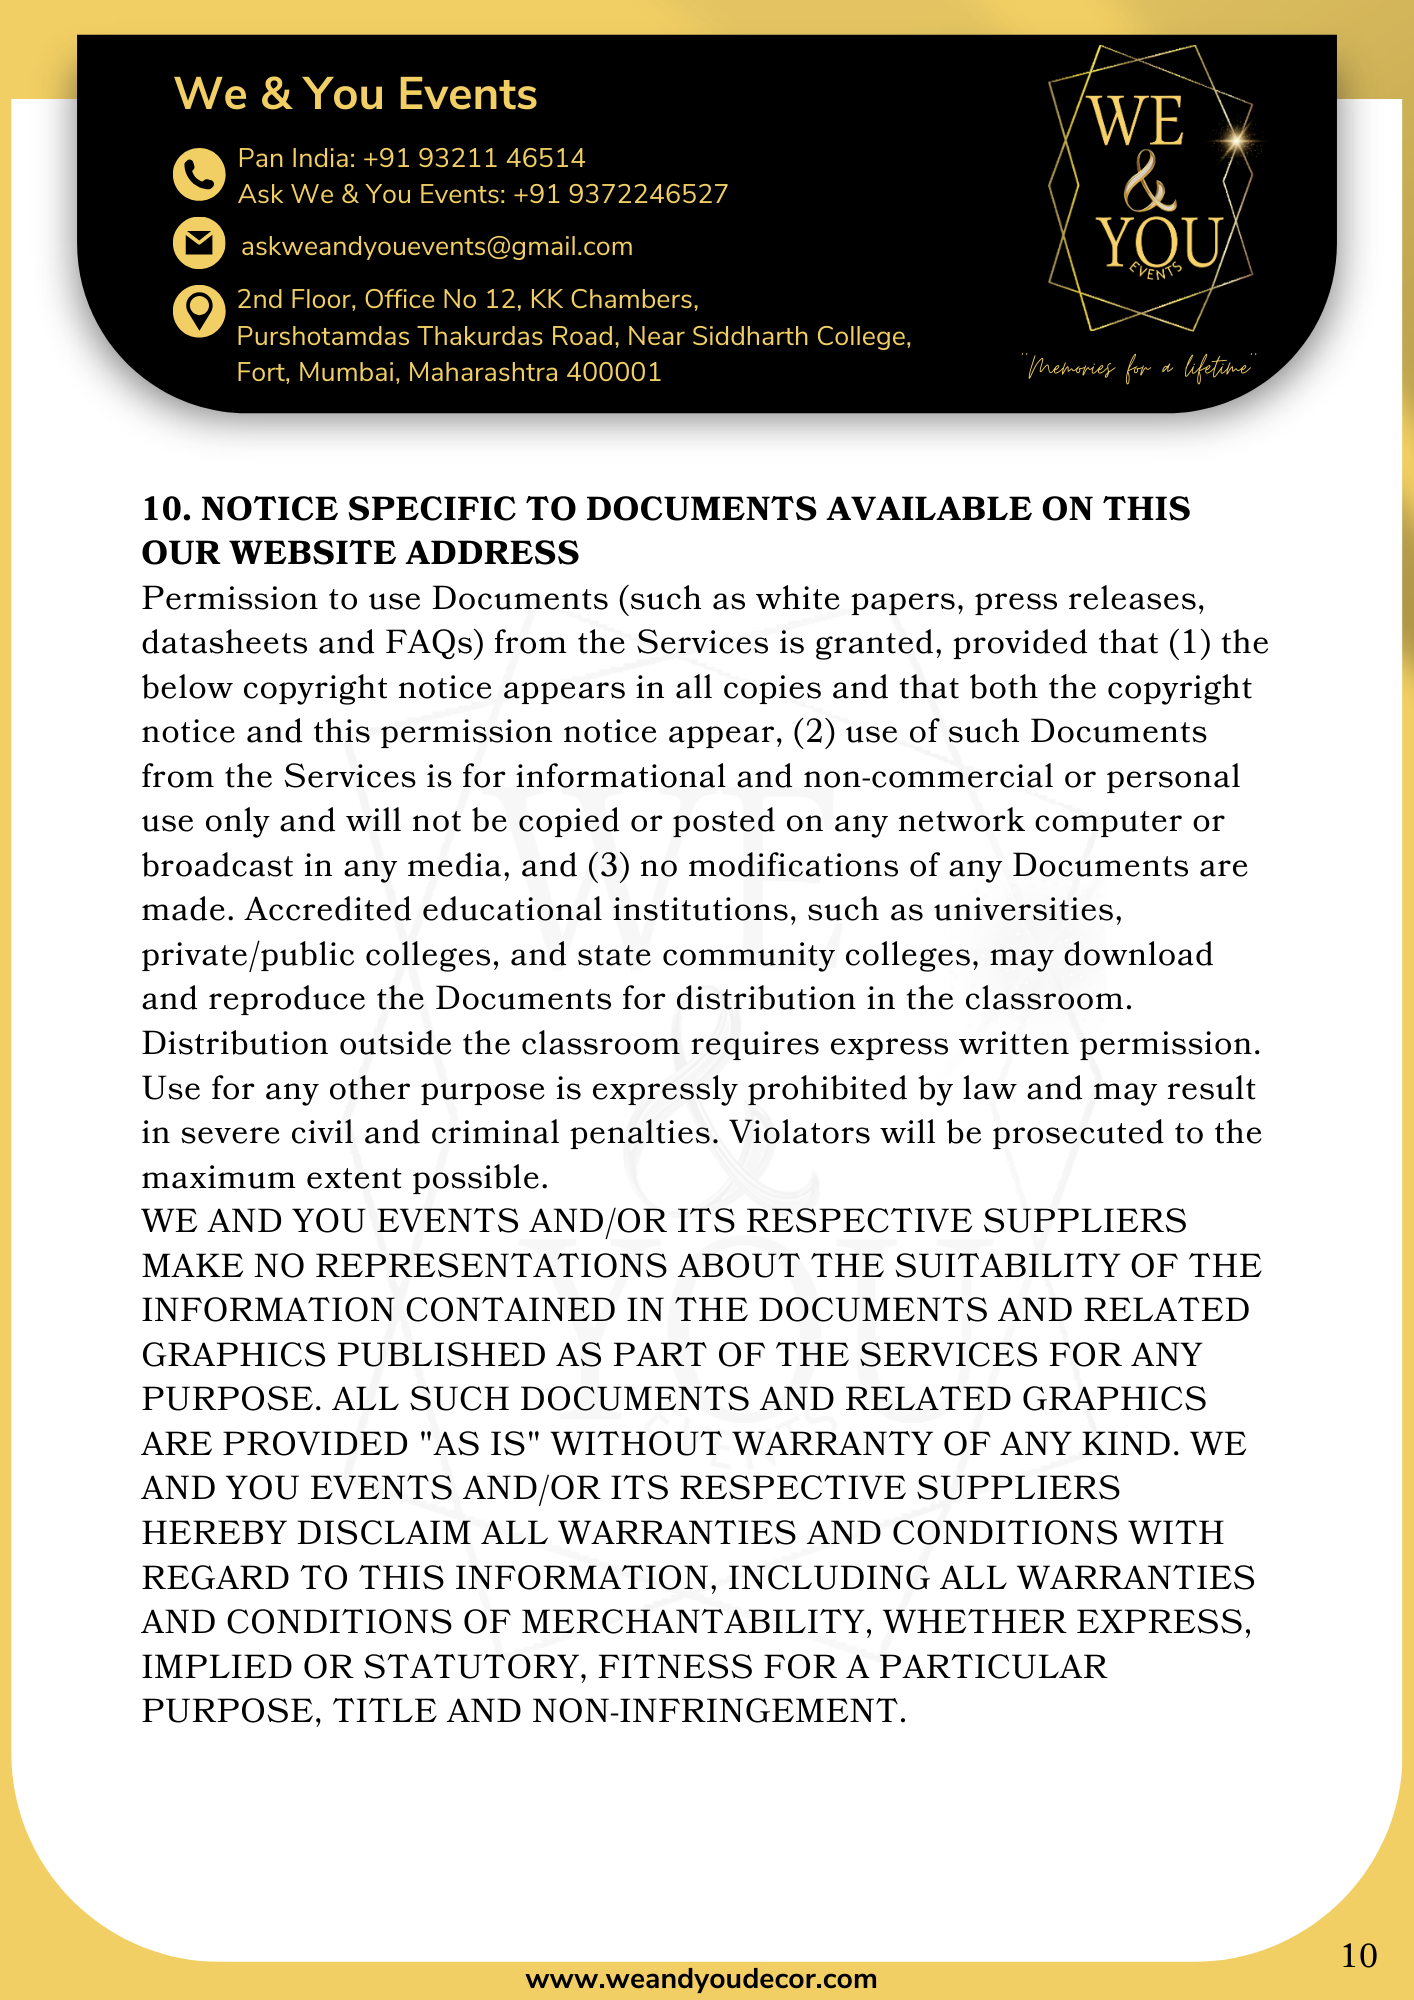 We & You Events
Pan India: +91 93211 46514
Ask We & You Events: +91 9372246527
askweandyouevents@gmail.com
2nd Floor, Office No 12, KK Chambers,
Purshotamdas Thakurdas Road, Near Siddharth College,
Fort, Mumbai, Maharashtra 400001
WE
&
YOU
EVENTS
"Memories for a lifetime"
10. NOTICE SPECIFIC TO DOCUMENTS AVAILABLE ON THIS
OUR WEBSITE ADDRESS
Permission to use Documents (such as white papers, press releases,
datasheets and FAQs) from the Services is granted, provided that (1) the
below copyright notice appears in all copies and that both the copyright
notice and this permission notice appear, (2) use of such Documents
from the Services is for informational and non-commercial or personal
use only and will not be copied or posted on any network computer or
broadcast in any media, and (3) no modifications of any Documents are
made. Accredited educational institutions, such as universities,
private/public colleges, and state community colleges, may download
and reproduce the Documents for distribution in the classroom.
Distribution outside the classroom requires express written permission.
Use for any other purpose is expressly prohibited by law and may result
in severe civil and criminal penalties. Violators will be prosecuted to the
maximum extent possible.
WE AND YOU EVENTS AND/OR ITS RESPECTIVE SUPPLIERS
MAKE NO REPRESENTATIONS ABOUT THE SUITABILITY OF THE
INFORMATION CONTAINED IN THE DOCUMENTS AND RELATED
GRAPHICS PUBLISHED AS PART OF THE SERVICES FOR ANY
PURPOSE. ALL SUCH DOCUMENTS AND RELATED GRAPHICS
ARE PROVIDED "AS IS" WITHOUT WARRANTY OF ANY KIND. WE
AND YOU EVENTS AND/OR ITS RESPECTIVE SUPPLIERS
HEREBY DISCLAIM ALL WARRANTIES AND CONDITIONS WITH
REGARD TO THIS INFORMATION, INCLUDING ALL WARRANTIES
AND CONDITIONS OF MERCHANTABILITY, WHETHER EXPRESS,
IMPLIED OR STATUTORY, FITNESS FOR A PARTICULAR
PURPOSE, TITLE AND NON-INFRINGEMENT.
WE
&
YOU
EVENTS
10
www.weandyoudecor.com